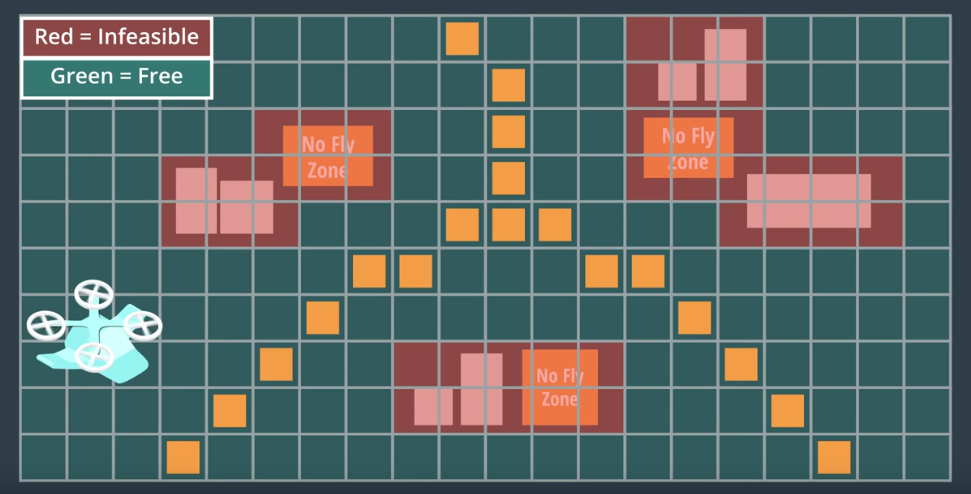 Red = Infeasible
Green = Free
No Fly
Zone
No Fly
Zone
No Fly
Zone